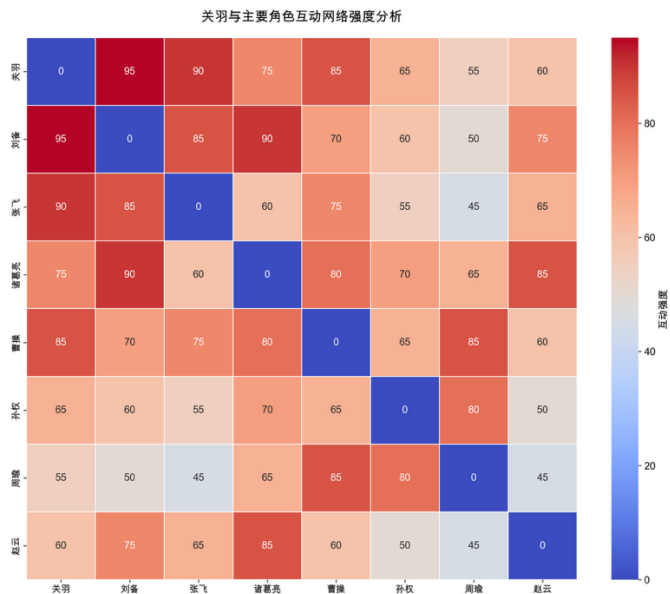 关羽与主要角色互动网络强度分析
关羽 0 95 90 75 85 65 55 60
刘备 95 0 85 90 70 60 50 75
张飞 90 85 0 60 75 55 45 65
诸葛亮 75 90 60 0 80 70 65 85
曹操 85 70 75 80 0 65 85 60
孙权 65 60 55 70 65 0 80 50
周瑜 55 50 45 65 85 80 0 45
赵云 60 75 65 85 60 50 45 0
关羽 刘备 张飞 诸葛亮 曹操 孙权 周瑜 赵云
80
60
40
20
0
互动强度